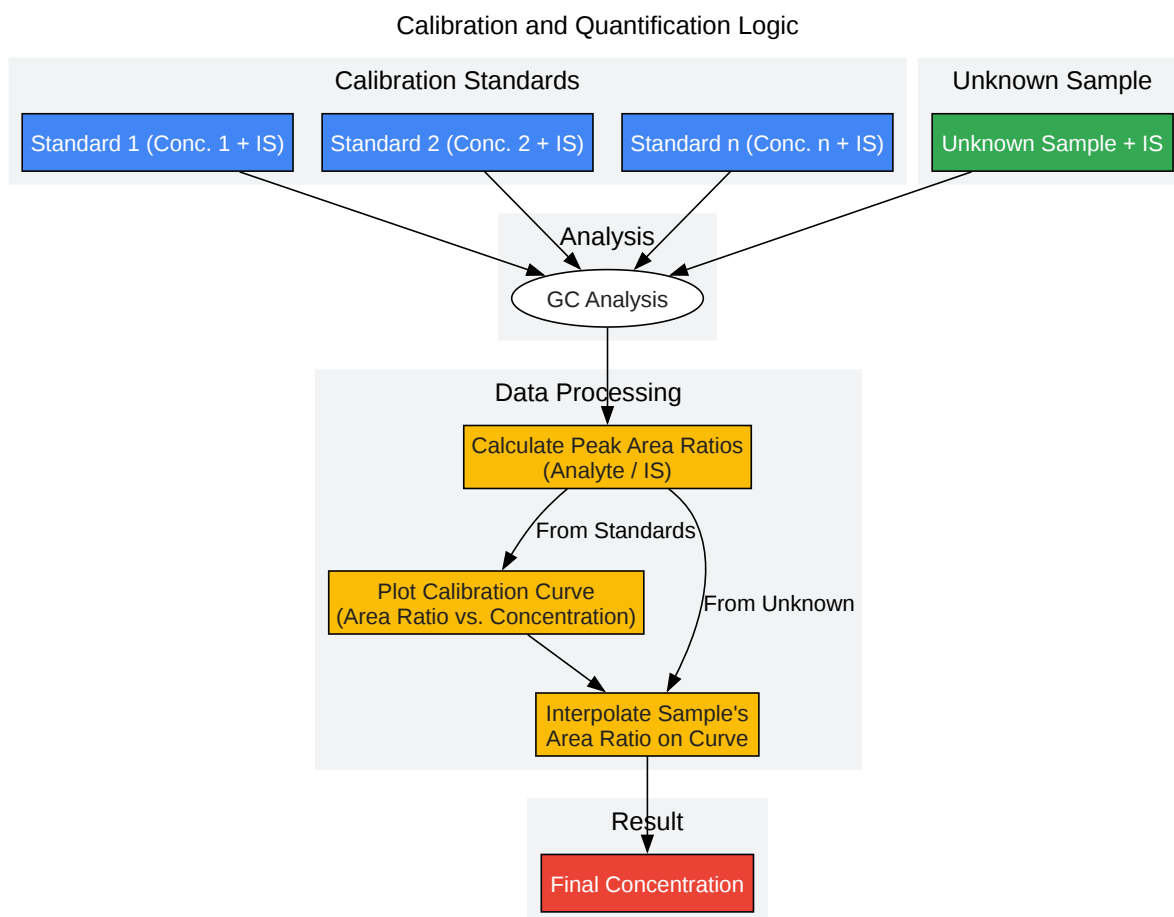 Calibration and Quantification Logic
Calibration Standards
Unknown Sample
Standard 1 (Conc. 1 + IS)
Standard 2 (Conc. 2 + IS)
Standard n (Conc. n + IS)
Unknown Sample + IS
Analysis
GC Analysis
Data Processing
Calculate Peak Area Ratios
(Analyte / IS)
From Standards
Plot Calibration Curve
(Area Ratio vs. Concentration)
From Unknown
Interpolate Sample's
Area Ratio on Curve
Result
Final Concentration